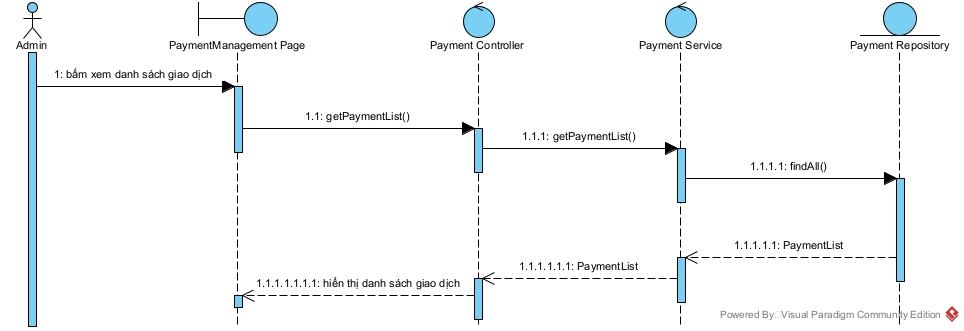 Admin
PaymentManagement Page
Payment Controller
Payment Service
Payment Repository
1: bấm xem danh sách giao dịch
1.1: getPaymentList()
1.1.1: getPaymentList()
1.1.1.1: findAll()
1.1.1.1.1: PaymentList
1.1.1.1.1.1: PaymentList
1.1.1.1.1.1.1: hiển thị danh sách giao dịch
Powered By Visual Paradigm Community Edition